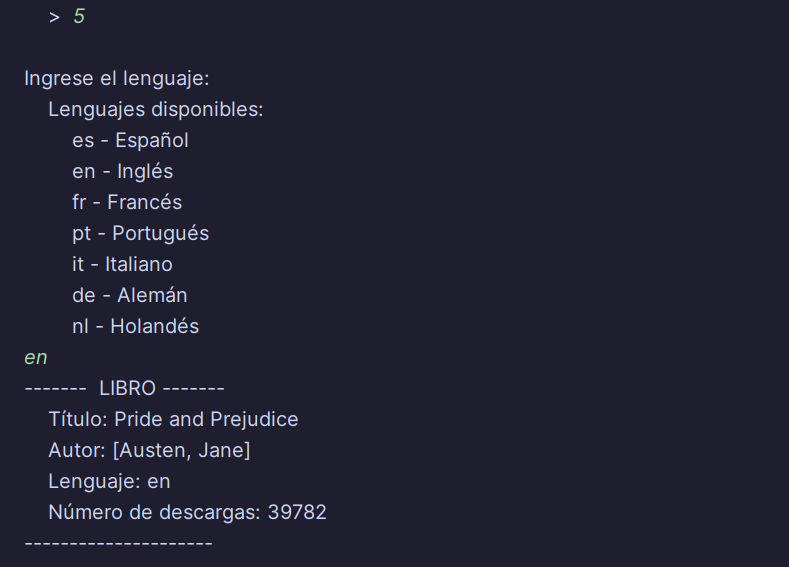 > 5
Ingrese el lenguaje:
Lenguajes disponibles:
es - Español
en - Inglés
fr - Francés
pt - Portugués
it - Italiano
de - Alemán
nl - Holandés
en
------- LIBRO -------
Título: Pride and Prejudice
Autor: [Austen, Jane]
Lenguaje: en
Número de descargas: 39782
---------------------